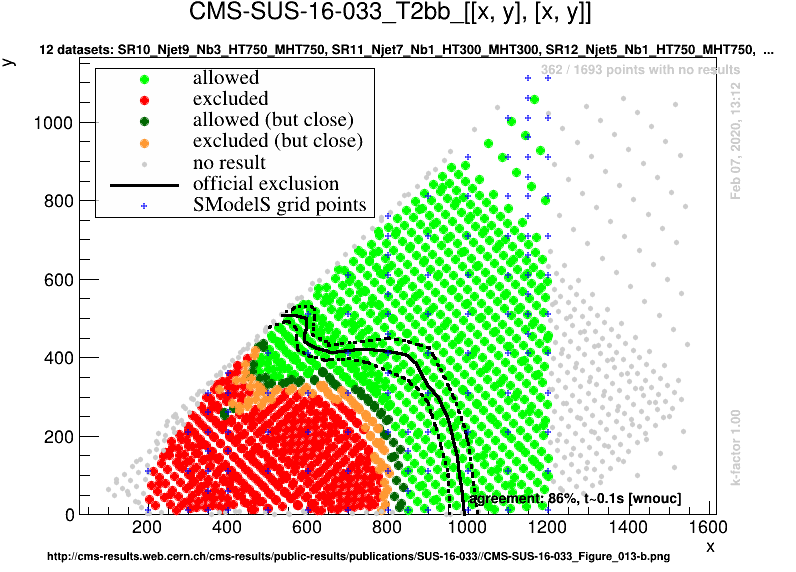 CMS-SUS-16-033_T2bb_[[x, y], [x, y]]
12 datasets: SR10_Njet9_Nb3_HT750_MHT750, SR11_Njet7_Nb1_HT300_MHT300, SR12_Njet5_Nb1_HT750_MHT750, ...
y
362 / 1693 points with no results
allowed
excluded
allowed (but close)
excluded (but close)
no result
official exclusion
SModelS grid points
Feb 07, 2020, 13:12
k-factor 1.00
1000
800
600
400
200
0
agreement: 86%, t~0.1s [wnouc]
200 400 600 800 1000 1200 1400 1600
x
http://cms-results.web.cern.ch/cms-results/public-results/publications/SUS-16-033//CMS-SUS-16-033_Figure_013-b.png